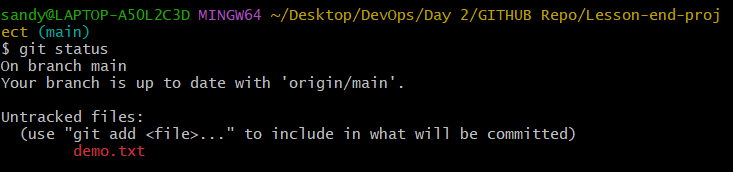 sandy@LAPTOP-A5OL2C3D MINGW64 ~/Desktop/DevOps/Day 2/GITHUB Repo/Lesson-end-proj
ect (main)
$ git status
On branch main
Your branch is up to date with 'origin/main'.

Untracked files:
  (use "git add <file>..." to include in what will be committed)
        demo.txt